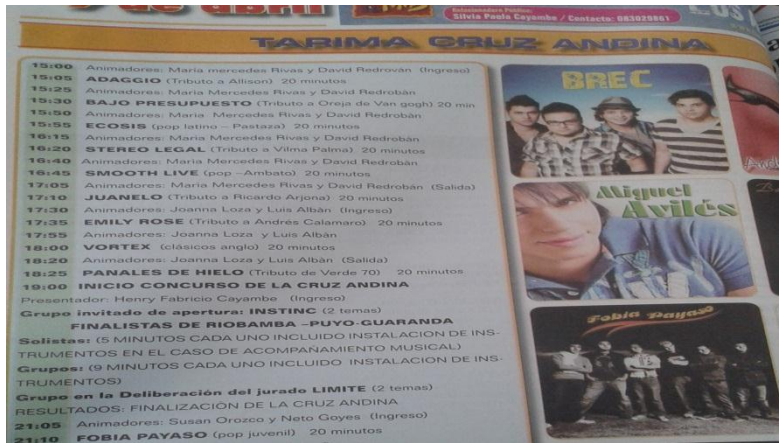 de abril
Relacionadora Pública:
Silvia Paola Cayambe / Contacto: 083025861
TARIMA CRUZ ANDINA
15:00 Animadores: Maria mercedes Rivas y David Redrován (Ingreso)
15:05 ADAGGIO (Tributo a Allison) 20 minutos
15:25 Animadores: Maria Mercedes Rivas y David Redrobán
15:30 BAJO PRESUPUESTO (Tributo a Oreja de Van gogh) 20 min
15:50 Animadores: Maria Mercedes Rivas y David Redrobán
15:55 ECOSIS (pop latino – Pastaza) 20 minutos
16:15 Animadores: Maria Mercedes Rivas y David Redrobán
16:20 STEREO LEGAL (Tributo a Vilma Palma) 20 minutos
16:40 Animadores: Maria Mercedes Rivas y David Redrobán
16:45 SMOOTH LIVE (pop –Ambato) 20 minutos
17:05 Animadores: Maria Mercedes Rivas y David Redrobán (Salida)
17:10 JUANELO (Tributo a Ricardo Arjona) 20 minutos
17:30 Animadores: Joanna Loza y Luis Albán (Ingreso)
17:35 EMILY ROSE (Tributo a Andrés Calamaro) 20 minutos
17:55 Animadores: Joanna Loza y Luis Albán
18:00 VORTEX (clásicos anglo) 20 minutos
18:20 Animadores: Joanna Loza y Luis Albán (Salida)
18:25 PANALES DE HIELO (Tributo de Verde 70) 20 minutos
19:00 INICIO CONCURSO DE LA CRUZ ANDINA
Presentador: Henry Fabricio Cayambe (Ingreso)
Grupo invitado de apertura: INSTINC (2 temas)
FINALISTAS DE RIOBAMBA –PUYO-GUARANDA
Solistas: (5 MINUTOS CADA UNO INCLUIDO INSTALACION DE INS-
TRUMENTOS EN EL CASO DE ACOMPAÑAMIENTO MUSICAL)
Grupos: (9 MINUTOS CADA UNO INCLUIDO INSTALACION DE INS-
TRUMENTOS)
Grupo en la Deliberación del jurado LIMITE (2 temas)
RESULTADOS: FINALIZACIÓN DE LA CRUZ ANDINA
21:05 Animadores: Susan Orozco y Neto Goyes (Ingreso)
21:10 FOBIA PAYASO (pop juvenil) 20 minutos
BREC
Miguel
Avilés
Fobia Payaso